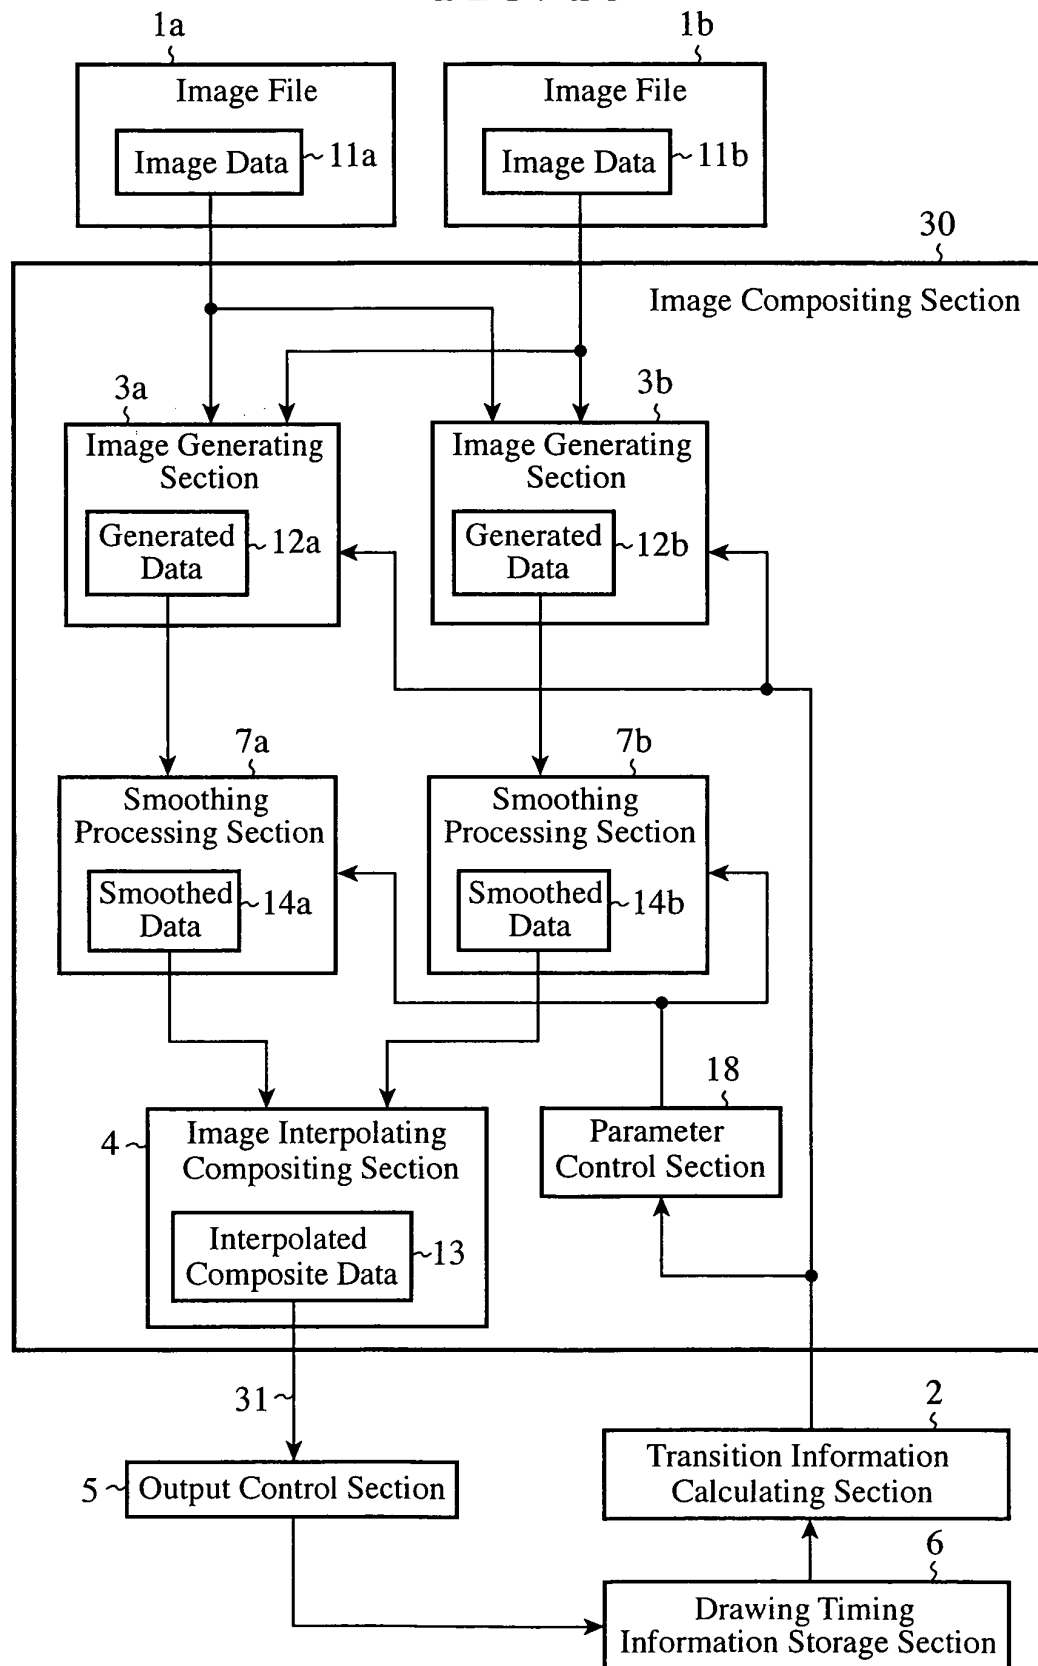 1a
1b
Image File
Image File
Image Data
11a
Image Data
11b
30
Image Compositing Section
3a
3b
Image Generating
Section
Image Generating
Section
Generated
Data
12a
Generated
Data
12b
7a
7b
Smoothing
Processing Section
Smoothing
Processing Section
Smoothed
Data
14a
Smoothed
Data
14b
18
4
Image Interpolating
Compositing Section
Parameter
Control Section
Interpolated
Composite Data
13
31
2
Transition Information
Calculating Section
5
Output Control Section
6
Drawing Timing
Information Storage Section